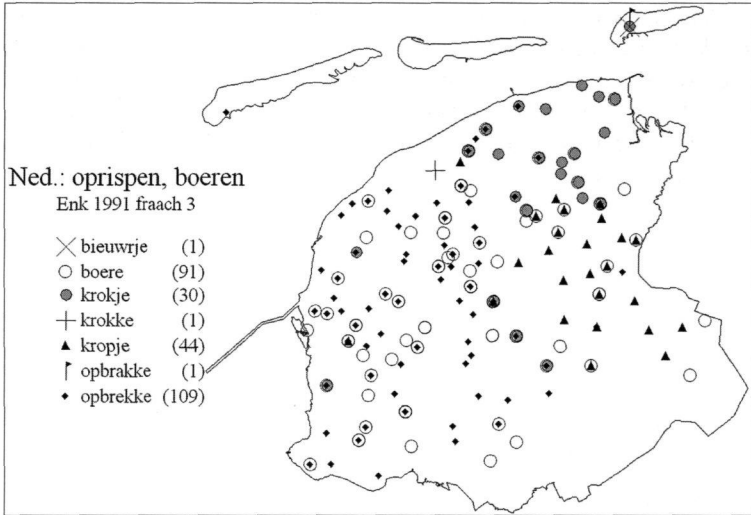 Ned.: oprispen, boeren
Enk 1991 fraach 3
bieuwrje (1)
boere (91)
krokje (30)
krokke (1)
kropje (44)
opbrakke (1)
opbrekke (109)